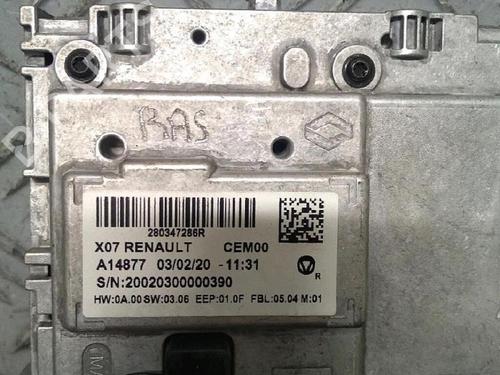 RAS
280347286R
X07 RENAULT CEM00
A14877 03/02/20 -11:31
S/N:20020300000390
R
HW:0A.00 SW:03.06 EEP:01.0F FBL:05.04 M:01